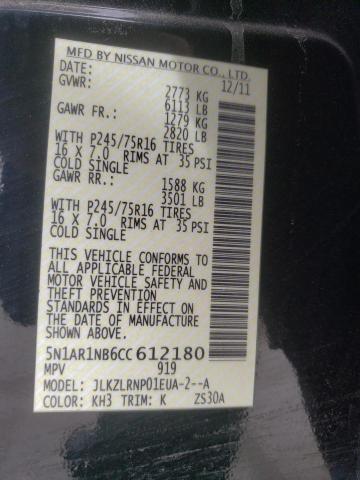 MFD BY NISSAN MOTOR CO., LTD.
DATE: 12/11
GVWR: 2773 KG
6113 LB
GAWR FR.: 1279 KG
2820 LB
WITH P245/75R16 TIRES
16 X 7.0 RIMS AT 35 PSI
COLD SINGLE
GAWR RR.: 1588 KG
3501 LB
WITH P245/75R16 TIRES
16 X 7.0 RIMS AT 35 PSI
COLD SINGLE
THIS VEHICLE CONFORMS TO
ALL APPLICABLE FEDERAL
MOTOR VEHICLE SAFETY AND
THEFT PREVENTION
STANDARDS IN EFFECT ON
THE DATE OF MANUFACTURE
SHOWN ABOVE.
5N1AR1NB6CC612180
MPV 919
MODEL: JLKZLRNP01EUA-2--A
COLOR: KH3 TRIM: K ZS30A